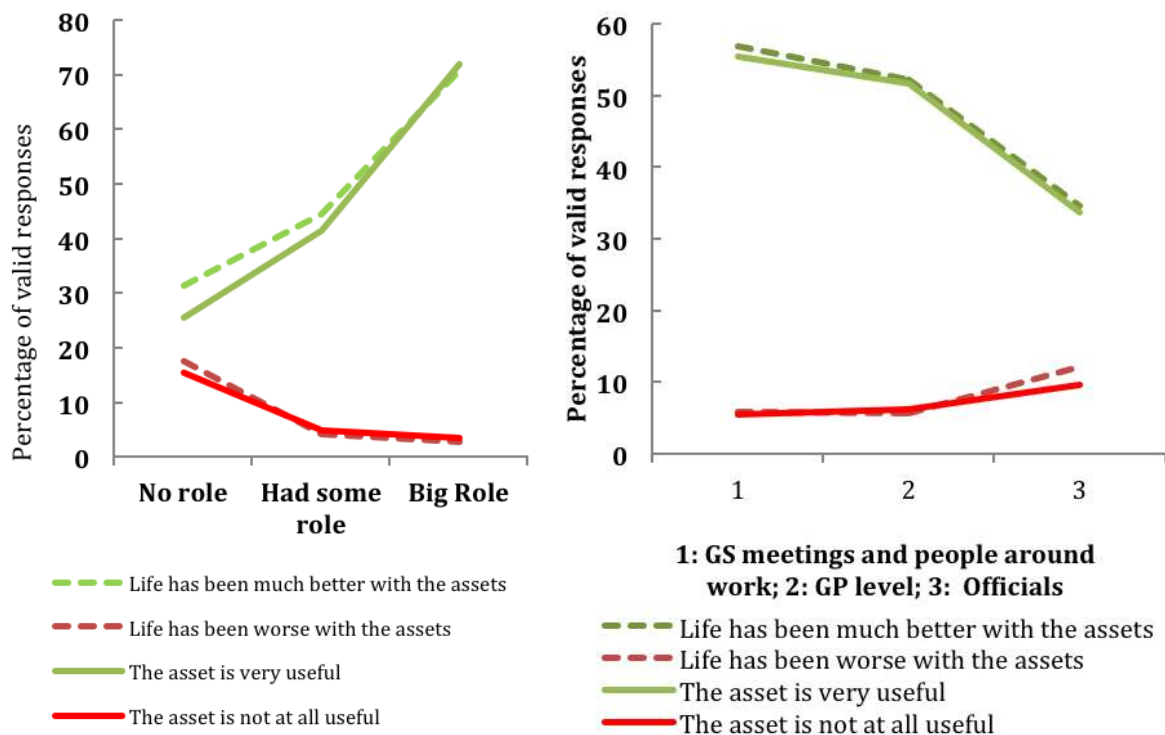 Percentage of valid responses
80
70
60
50
40
30
20
10
0
No role
Had some
role
Big Role
Life has been much better with the assets
Life has been worse with the assets
The asset is very useful
The asset is not at all useful
Percentage of valid responses
60
50
40
30
20
10
0
1
2
3
1: GS meetings and people around
work; 2: GP level; 3: Officials
Life has been much better with the assets
Life has been worse with the assets
The asset is very useful
The asset is not at all useful